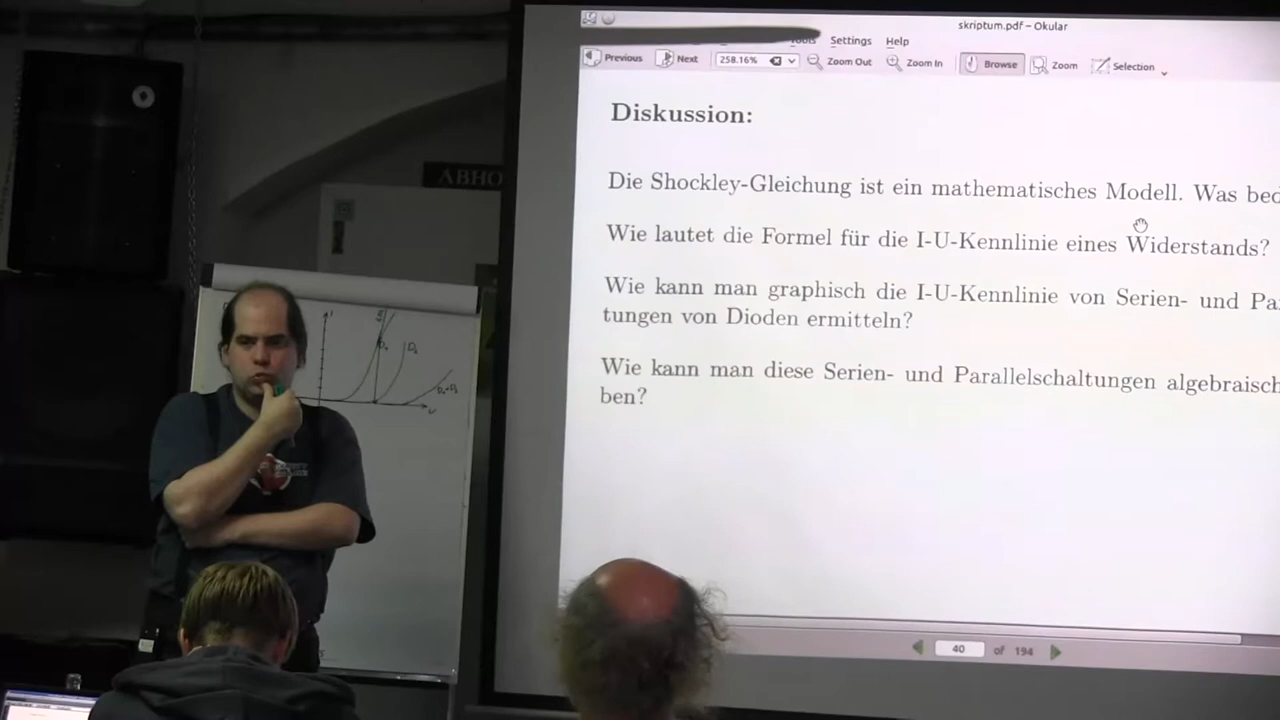 skriptum.pdf – Okular
Tools Settings Help
Previous Next 258.16% Zoom Out Zoom In Browse Zoom Selection
Diskussion:
Die Shockley-Gleichung ist ein mathematisches Modell. Was bed
Wie lautet die Formel für die I-U-Kennlinie eines Widerstands?
Wie kann man graphisch die I-U-Kennlinie von Serien- und Pa
tungen von Dioden ermitteln?
Wie kann man diese Serien- und Parallelschaltungen algebraisch
ben?
40 of 194
ABHO